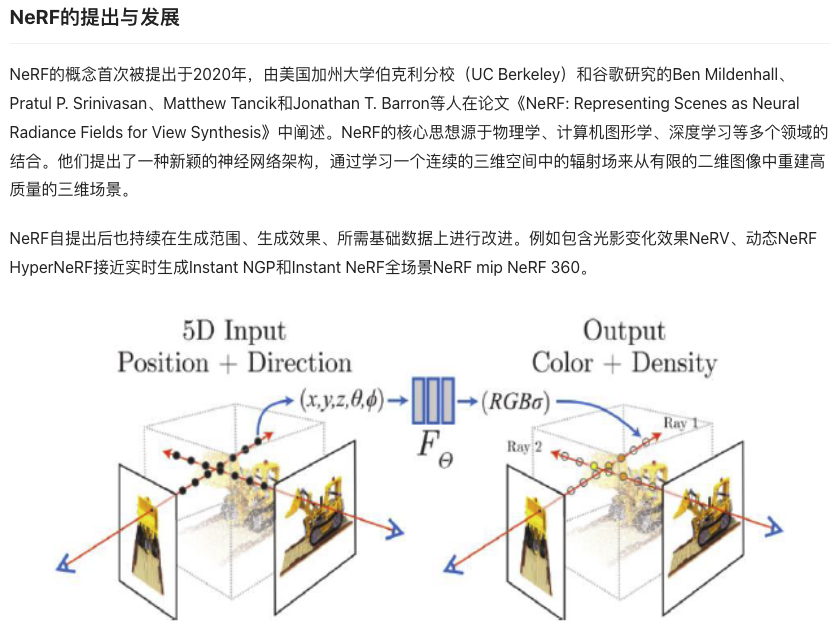 NeRF的提出与发展
NeRF的概念首次被提出于2020年，由美国加州大学伯克利分校（UC Berkeley）和谷歌研究的Ben Mildenhall、
Pratul P. Srinivasan、Matthew Tancik和Jonathan T. Barron等人在论文《NeRF: Representing Scenes as Neural
Radiance Fields for View Synthesis》中阐述。NeRF的核心思想源于物理学、计算机图形学、深度学习等多个领域的
结合。他们提出了一种新颖的神经网络架构，通过学习一个连续的三维空间中的辐射场来从有限的二维图像中重建高
质量的三维场景。
NeRF自提出后也持续在生成范围、生成效果、所需基础数据上进行改进。例如包含光影变化效果NeRV、动态NeRF
HyperNeRF接近实时生成Instant NGP和Instant NeRF全场景NeRF mip NeRF 360。
5D Input
Position + Direction
Output
Color + Density
(x,y,z,θ,ϕ)
(RGBσ)
F_Θ
Ray 1
Ray 2